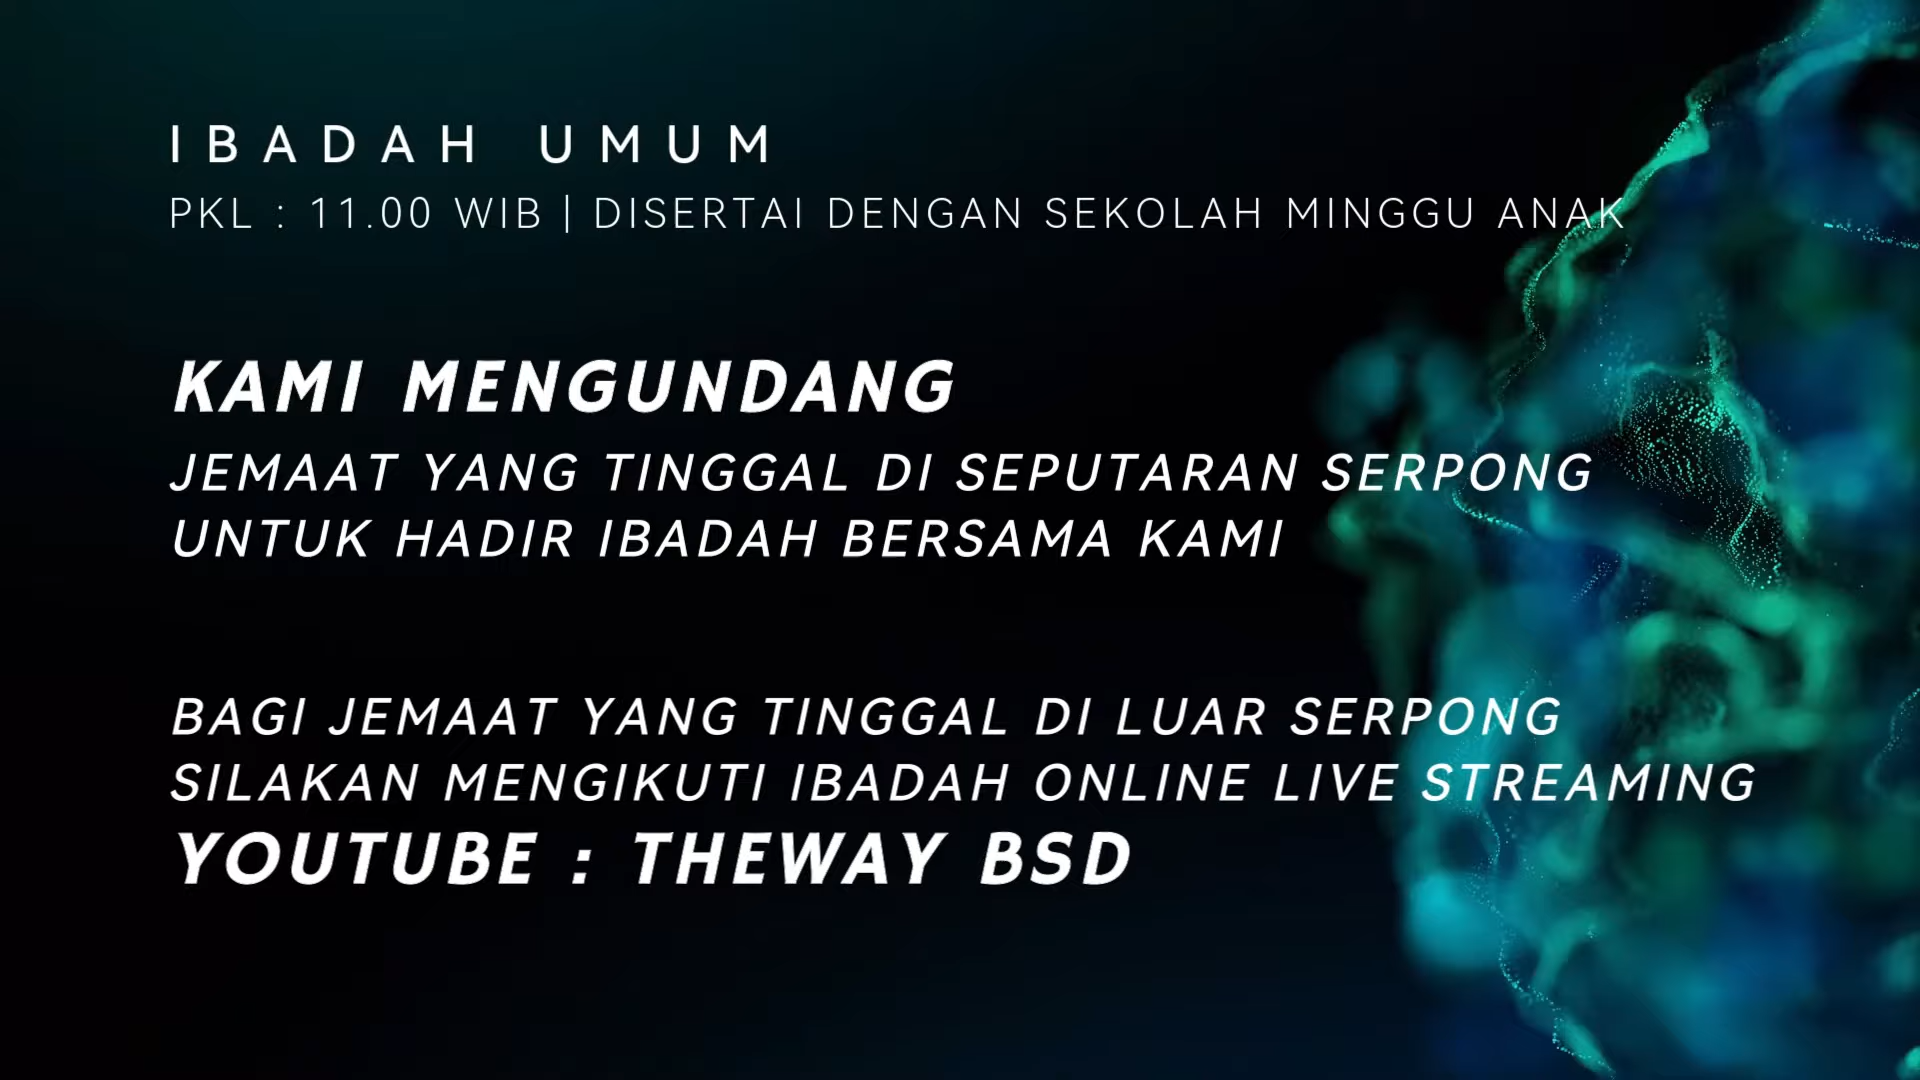 IBADAH UMUM
PKL : 11.00 WIB | DISERTAI DENGAN SEKOLAH MINGGU ANAK
KAMI MENGUNDANG
JEMAAT YANG TINGGAL DI SEPUTARAN SERPONG
UNTUK HADIR IBADAH BERSAMA KAMI
BAGI JEMAAT YANG TINGGAL DI LUAR SERPONG
SILAKAN MENGIKUTI IBADAH ONLINE LIVE STREAMING
YOUTUBE : THEWAY BSD